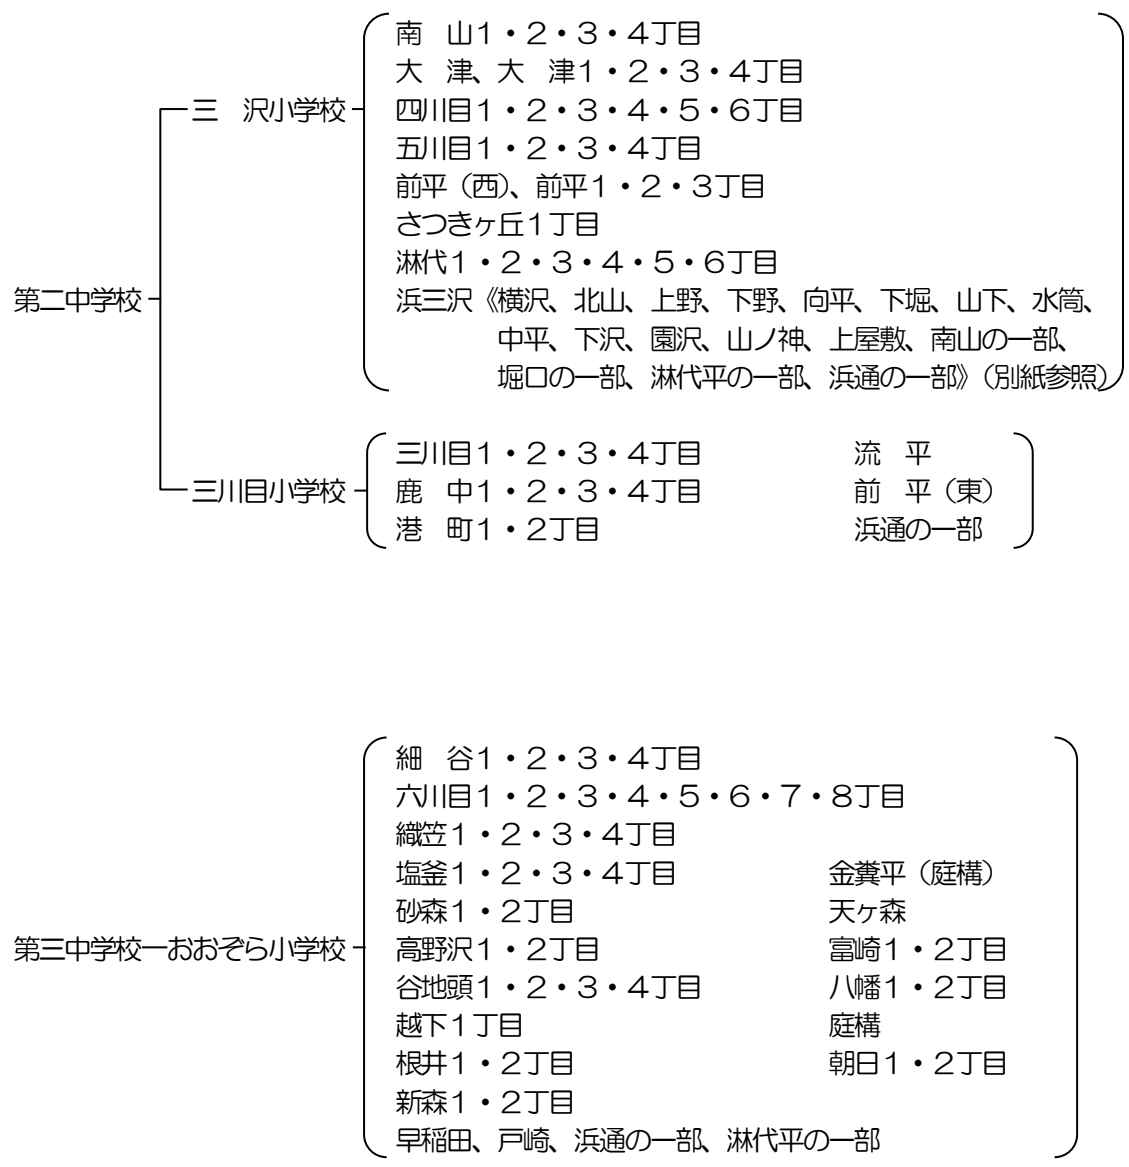 南　山１・２・３・４丁目
大　津、大　津１・２・３・４丁目
三　沢小学校
四川目１・２・３・４・５・６丁目
五川目１・２・３・４丁目
前平（西）、前平１・２・３丁目
さつきヶ丘１丁目
淋代１・２・３・４・５・６丁目
第二中学校
浜三沢《横沢、北山、上野、下野、向平、下堀、山下、水筒、
中平、下沢、園沢、山ノ神、上屋敷、南山の一部、
堀口の一部、淋代平の一部、浜通の一部》（別紙参照）
三川目１・２・３・４丁目　流　平
三川目小学校
鹿　中１・２・３・４丁目　前　平（東）
港　町１・２丁目　浜通の一部
細　谷１・２・３・４丁目
六川目１・２・３・４・５・６・７・８丁目
織笠１・２・３・４丁目
塩釜１・２・３・４丁目　金糞平（庭構）
砂森１・２丁目　天ヶ森
第三中学校ーおおぞら小学校
高野沢１・２丁目　富崎１・２丁目
谷地頭１・２・３・４丁目　八幡１・２丁目
越下１丁目　庭構
根井１・２丁目　朝日１・２丁目
新森１・２丁目
早稲田、戸崎、浜通の一部、淋代平の一部